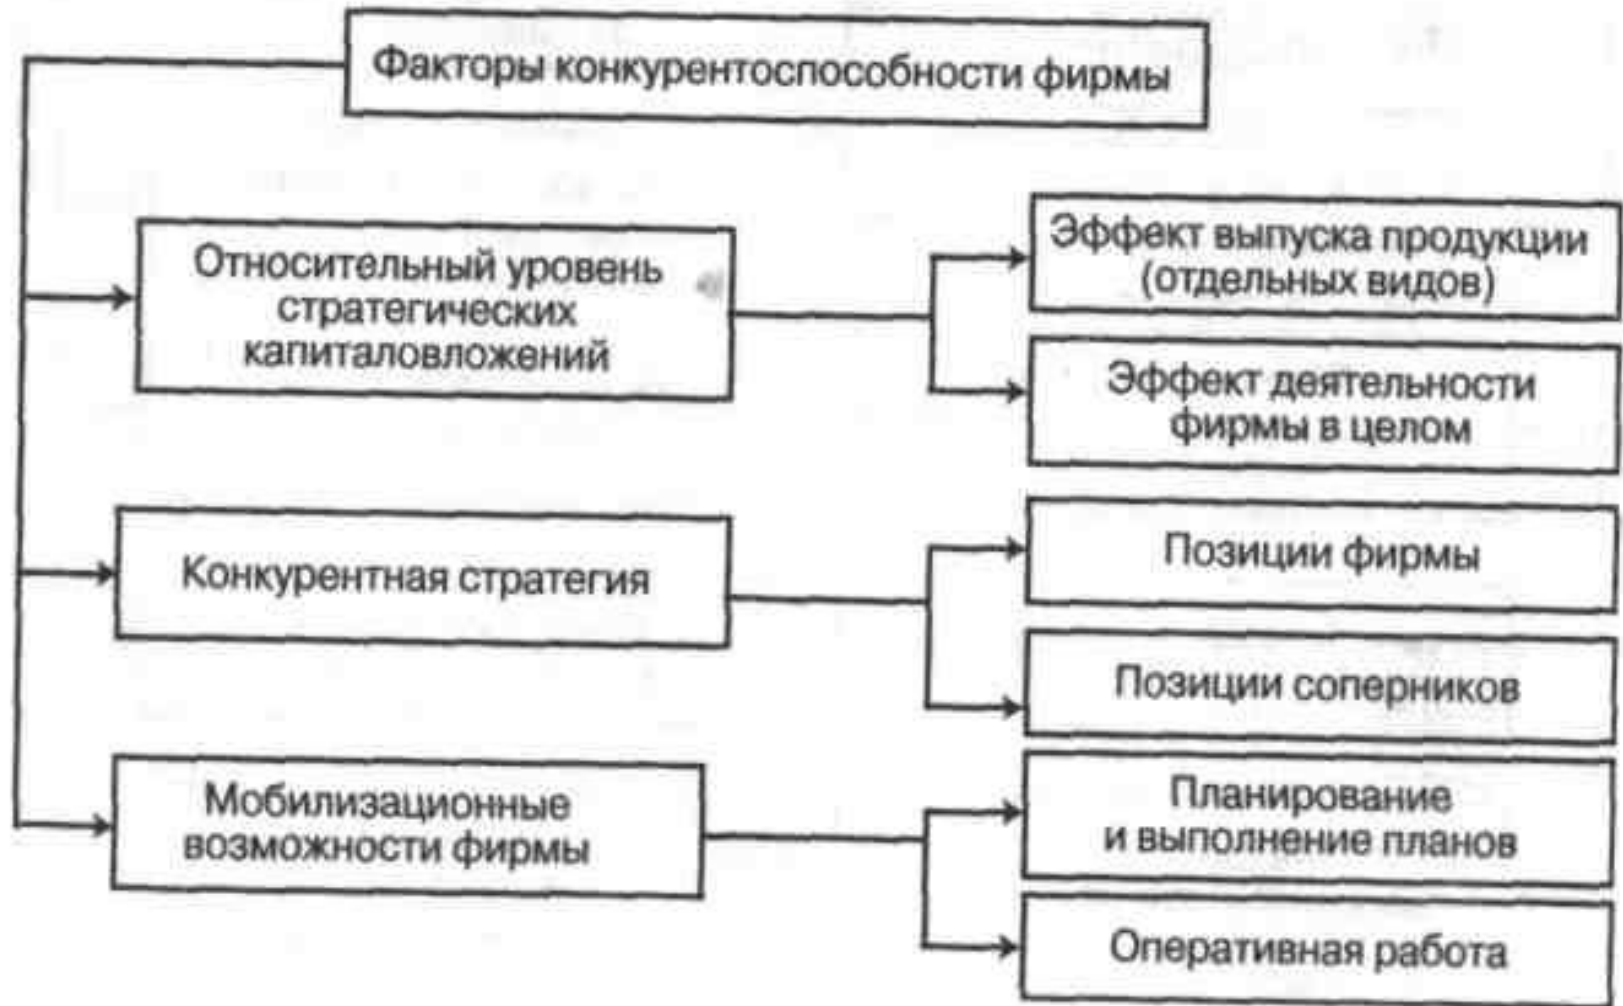 Факторы конкурентоспособности фирмы
Относительный уровень
стратегических
капиталовложений
Эффект выпуска продукции
(отдельных видов)
Эффект деятельности
фирмы в целом
Конкурентная стратегия
Позиции фирмы
Позиции соперников
Мобилизационные
возможности фирмы
Планирование
и выполнение планов
Оперативная работа